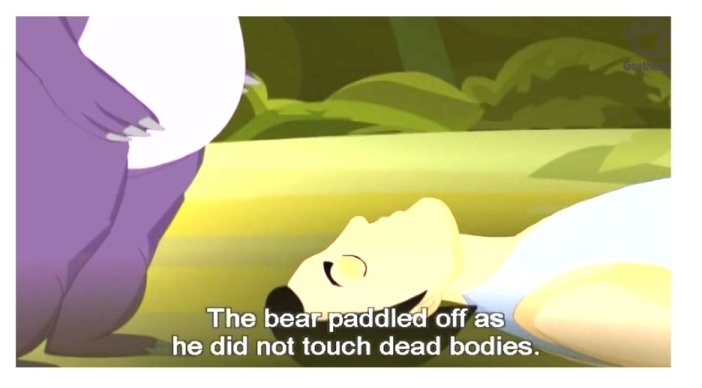 The bear paddled off as
he did not touch dead bodies.